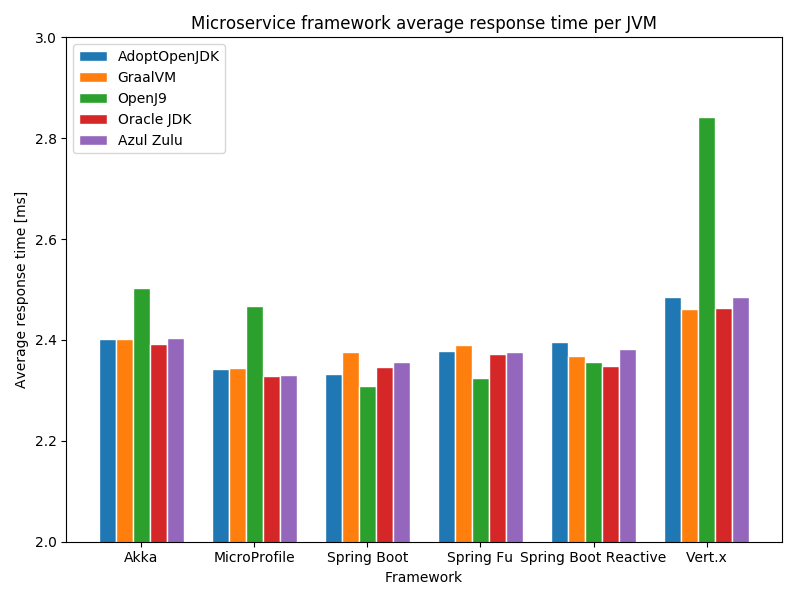 Microservice framework average response time per JVM
3.0
2.8
2.6
2.4
2.2
2.0
Average response time [ms]
AdoptOpenJDK
GraalVM
OpenJ9
Oracle JDK
Azul Zulu
Akka
MicroProfile
Spring Boot
Spring Fu
Spring Boot Reactive
Vert.x
Framework